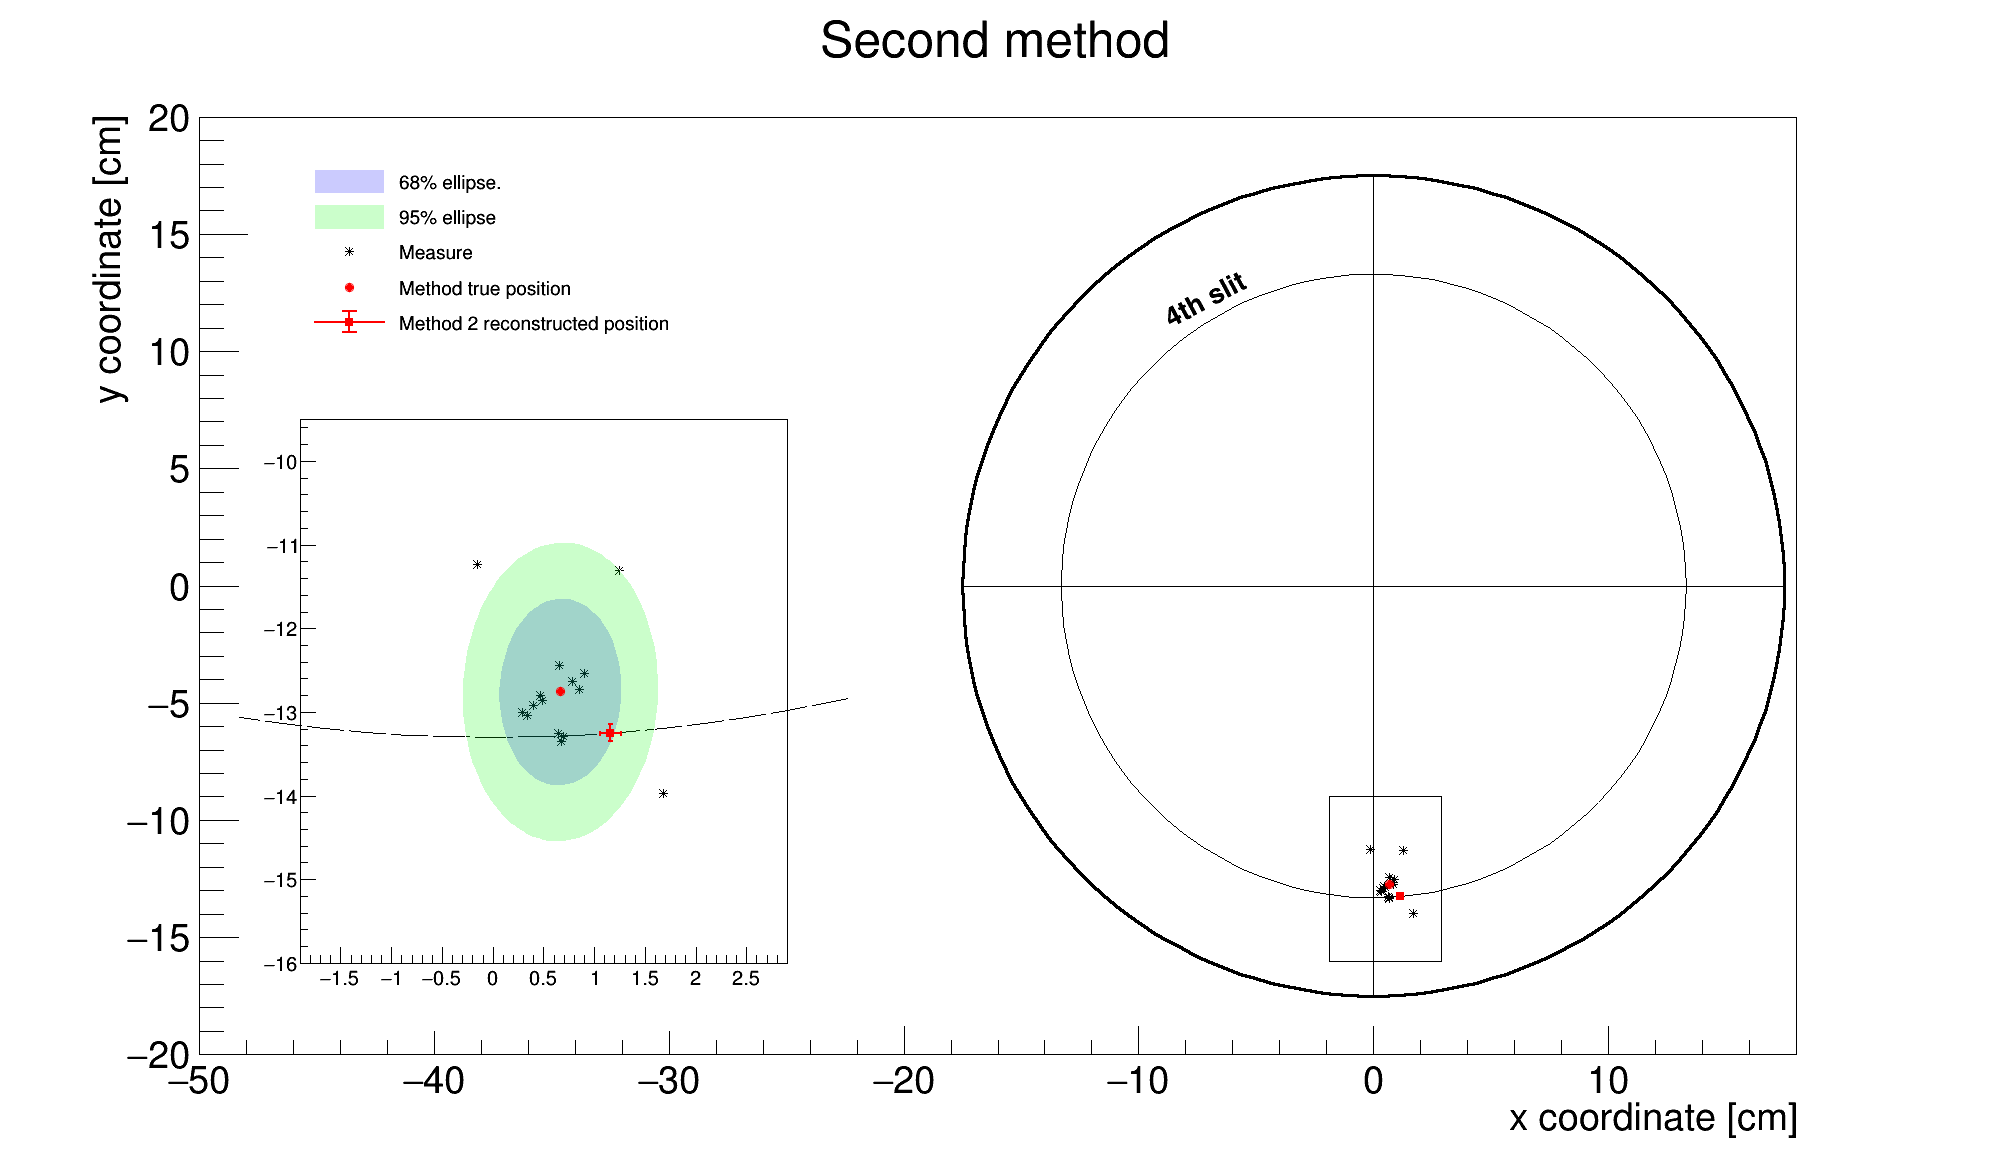 Second method
y coordinate [cm]
20
15
10
5
0
−5
−10
−15
−20
68% ellipse.
95% ellipse
Measure
Method true position
Method 2 reconstructed position
4th slit
−10
−11
−12
−13
−14
−15
−16
−1.5 −1 −0.5 0 0.5 1 1.5 2 2.5
−50 −40 −30 −20 −10 0 10
x coordinate [cm]